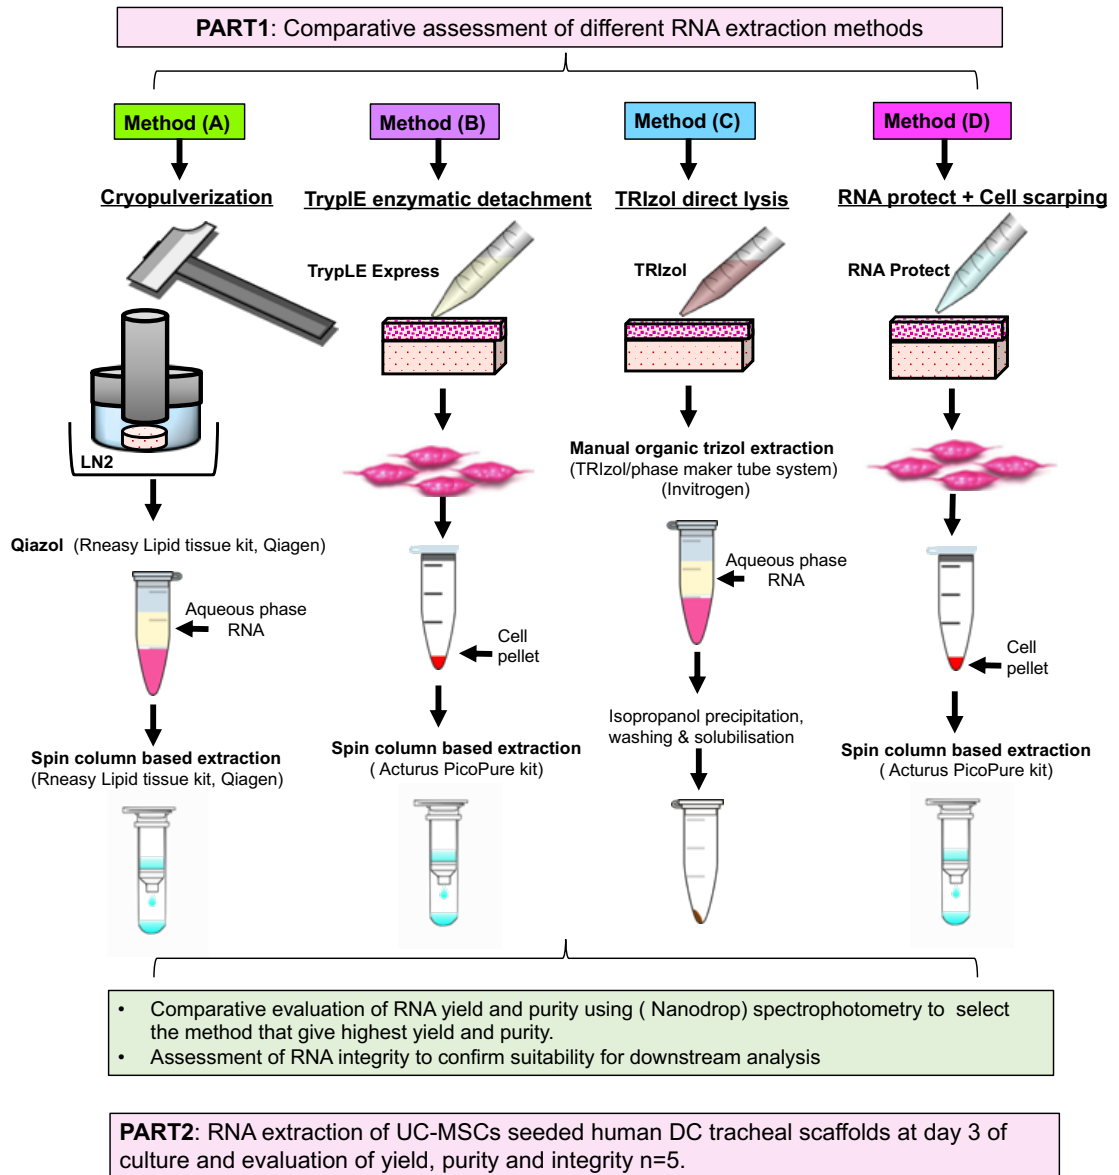 PART1: Comparative assessment of different RNA extraction methods
Method (A)
Method (B)
Method (C)
Method (D)
Cryopulverization
TryplE enzymatic detachment
TRIzol direct lysis
RNA protect + Cell scarping
TrypLE Express
TRIzol
RNA Protect
LN2
Qiazol (Rneasy Lipid tissue kit, Qiagen)
Manual organic trizol extraction
(TRIzol/phase maker tube system)
(Invitrogen)
Aqueous phase
RNA
Cell
pellet
Aqueous phase
RNA
Cell
pellet
Spin column based extraction
(Rneasy Lipid tissue kit, Qiagen)
Spin column based extraction
( Acturus PicoPure kit)
Isopropanol precipitation,
washing & solubilisation
Spin column based extraction
( Acturus PicoPure kit)
• Comparative evaluation of RNA yield and purity using ( Nanodrop) spectrophotometry to select
the method that give highest yield and purity.
• Assessment of RNA integrity to confirm suitability for downstream analysis
PART2: RNA extraction of UC-MSCs seeded human DC tracheal scaffolds at day 3 of
culture and evaluation of yield, purity and integrity n=5.